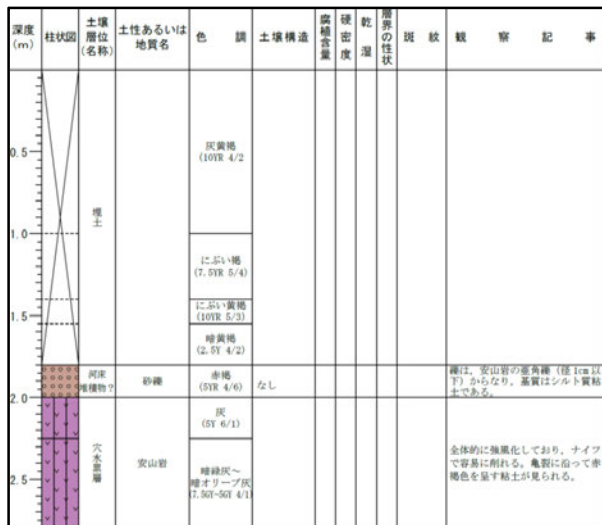 深度
(m)
柱状図
土壌
層位
(名称)
土性あるいは
地質名
色 調
土壌構造
腐植含量
硬密度
乾湿
層界の性状
斑 紋
観 察 記 事
0.5
1.0
1.5
2.0
2.5
埋土
灰黄褐
(10YR 4/2
にぶい褐
(7.5YR 5/4)
にぶい黄褐
(10YR 5/3)
暗黄褐
(2.5Y 4/2)
河床
堆積物?
砂礫
赤褐
(5YR 4/6)
なし
礫は、安山岩の亜角礫(径1cm以
下)からなり、基質はシルト質粘
土である。
穴水累層
安山岩
灰
(5Y 6/1)
暗緑灰～
暗オリーブ灰
(7.5GY~5GY 4/1)
全体的に強風化しており、ナイフ
で容易に削れる。亀裂に沿って赤
褐色を呈す粘土が見られる。